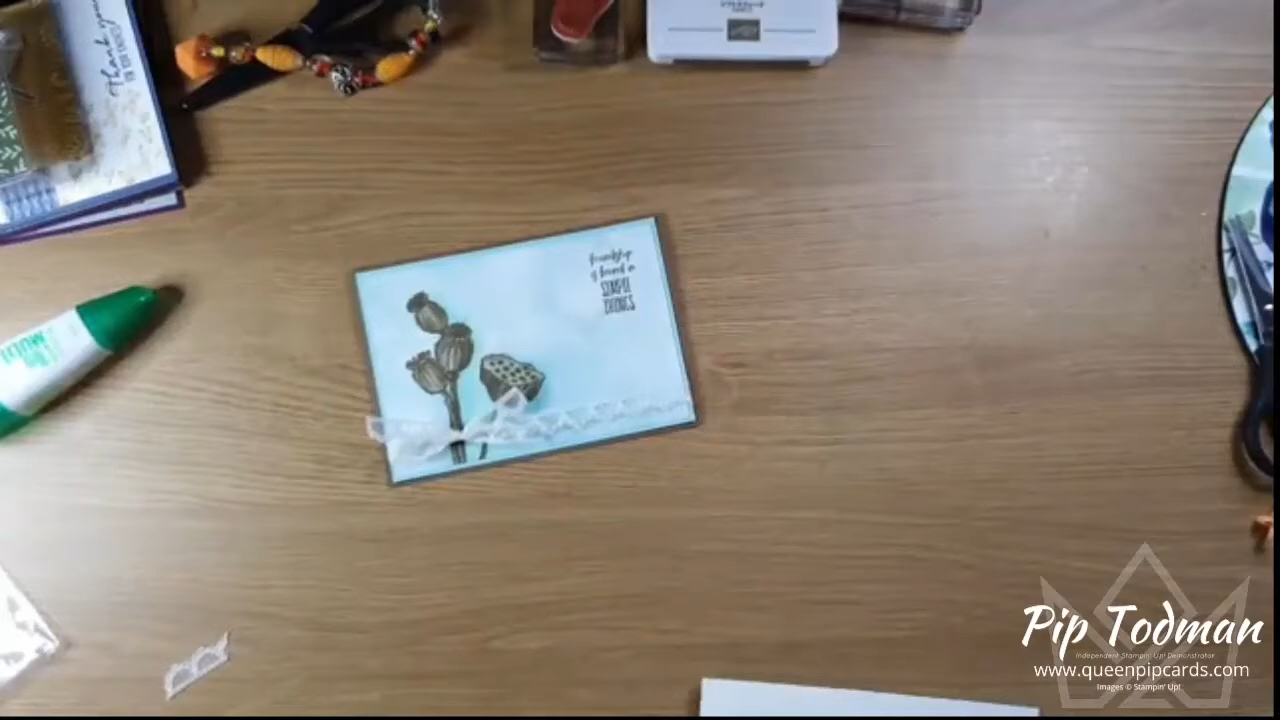 Thank you
friendship
is found in
SIMPLE
THINGS
MULTI
Pip Todman
Independent Stampin' Up! Demonstrator
www.queenpipcards.com
Images © Stampin' Up!